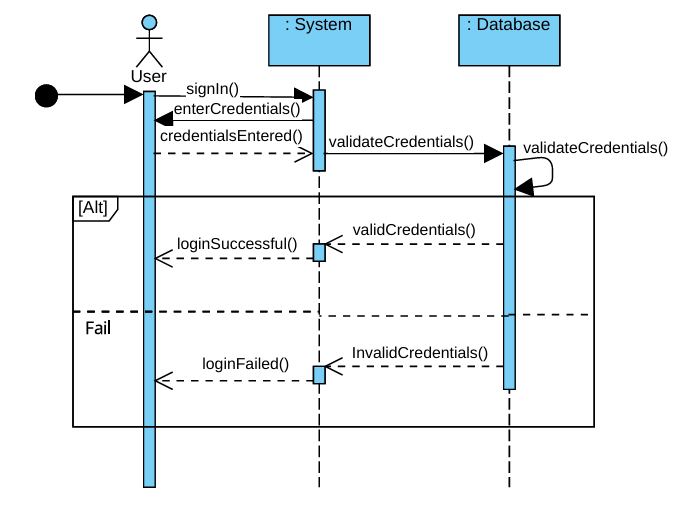 : System
: Database
User
signIn()
enterCredentials()
credentialsEntered()
validateCredentials()
validateCredentials()
[Alt]
validCredentials()
loginSuccessful()
Fail
InvalidCredentials()
loginFailed()